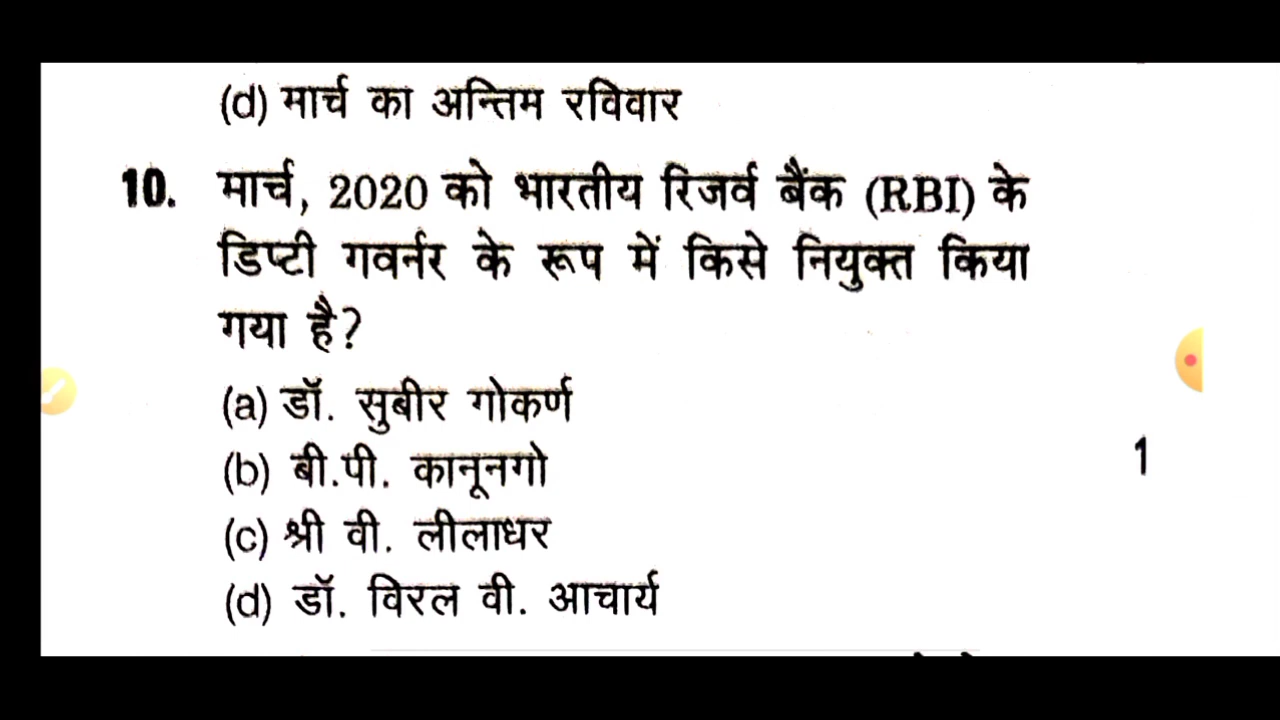 (d) मार्च का अन्तिम रविवार
10. मार्च, 2020 को भारतीय रिजर्व बैंक (RBI) के
डिप्टी गवर्नर के रूप में किसे नियुक्त किया
गया है?
(a) डॉ. सुबीर गोकर्ण
(b) बी.पी. कानूनगो
1
(c) श्री वी. लीलाधर
(d) डॉ. विरल वी. आचार्य